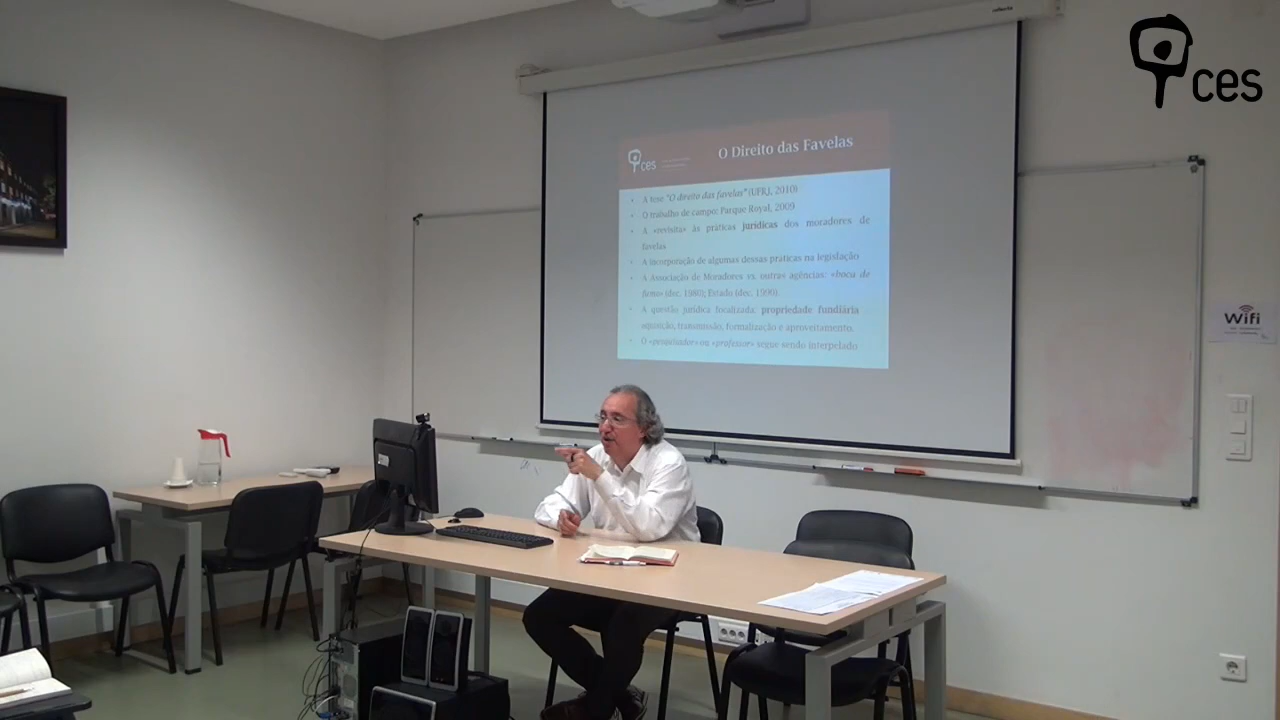 ces
ces
O Direito das Favelas
• A tese "O direito das favelas" (UFRJ, 2010)
• O trabalho de campo: Parque Royal, 2009
• A «revisita» às práticas jurídicas dos moradores de
favelas
• A incorporação de algumas dessas práticas na legislação
• A Associação de Moradores vs. outras agências: «boca de
fumo» (dec. 1980); Estado (dec. 1990).
• A questão jurídica focalizada: propriedade fundiária
aquisição, transmissão, formalização e aproveitamento.
• O «pesquisador» ou «professor» segue sendo interpelado
Wifi